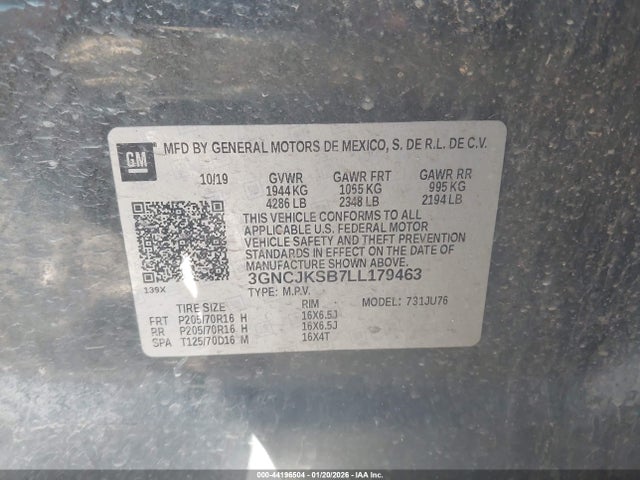 GM MFD BY GENERAL MOTORS DE MEXICO, S. DE R.L. DE C.V.
10/19 GVWR GAWR FRT GAWR RR
1944 KG 1055 KG 995 KG
4286 LB 2348 LB 2194 LB
THIS VEHICLE CONFORMS TO ALL
APPLICABLE U.S. FEDERAL MOTOR
VEHICLE SAFETY AND THEFT PREVENTION
STANDARDS IN EFFECT ON THE DATE OF
MANUFACTURE SHOWN ABOVE.
3GNCJKSB7LL179463
139X TYPE: M.P.V.
TIRE SIZE RIM MODEL: 731JU76
FRT P205/70R16 H 16X6.5J
RR P205/70R16 H 16X6.5J
SPA T125/70D16 M 16X4T
000-44196504 - 01/20/2026 - IAAI.COM